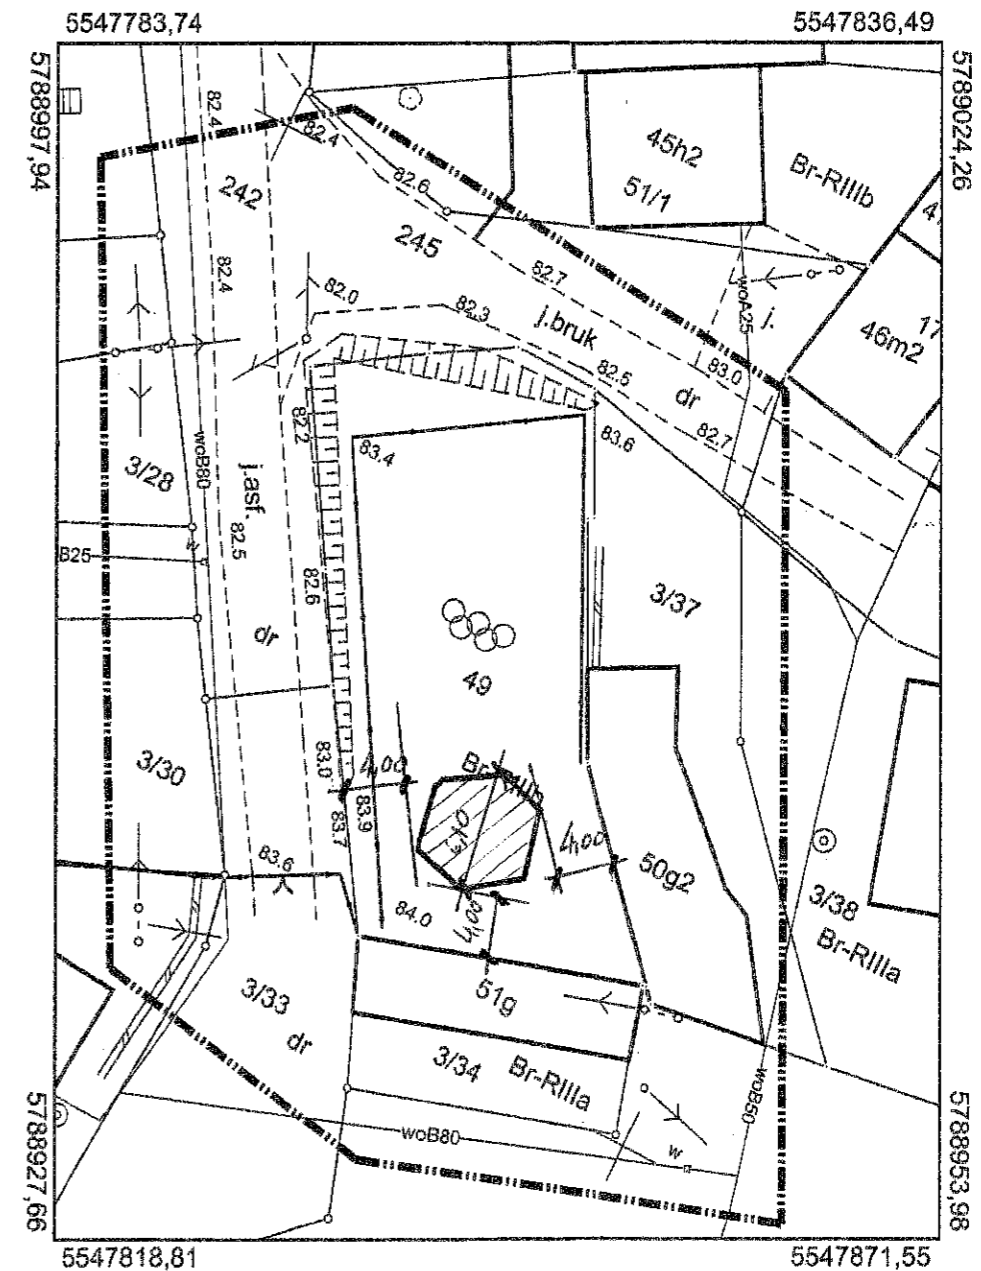 5547783,74
5547836,49
5788997,94
5789024,26
82.4
82.4
45h2
51/1
Br-RIIIb
82.6
242
245
82.4
82.0
82.3
82.7
woA25
j.
j.bruk
46m2
17
83.0
82.5
dr
82.7
82.2
83.4
83.6
3/28
woB80
j.asf.
82.5
w
B25
82.6
dr
3/37
49
3/30
83.0
4,00
83.9
83.7
Br-RIIIb
4,00
83.6
50g2
84.0
4,00
3/38
Br-RIIIa
3/33
dr
51g
3/34
Br-RIIIa
woB80
w
woB50
5788927,66
5788953,98
5547818,81
5547871,55